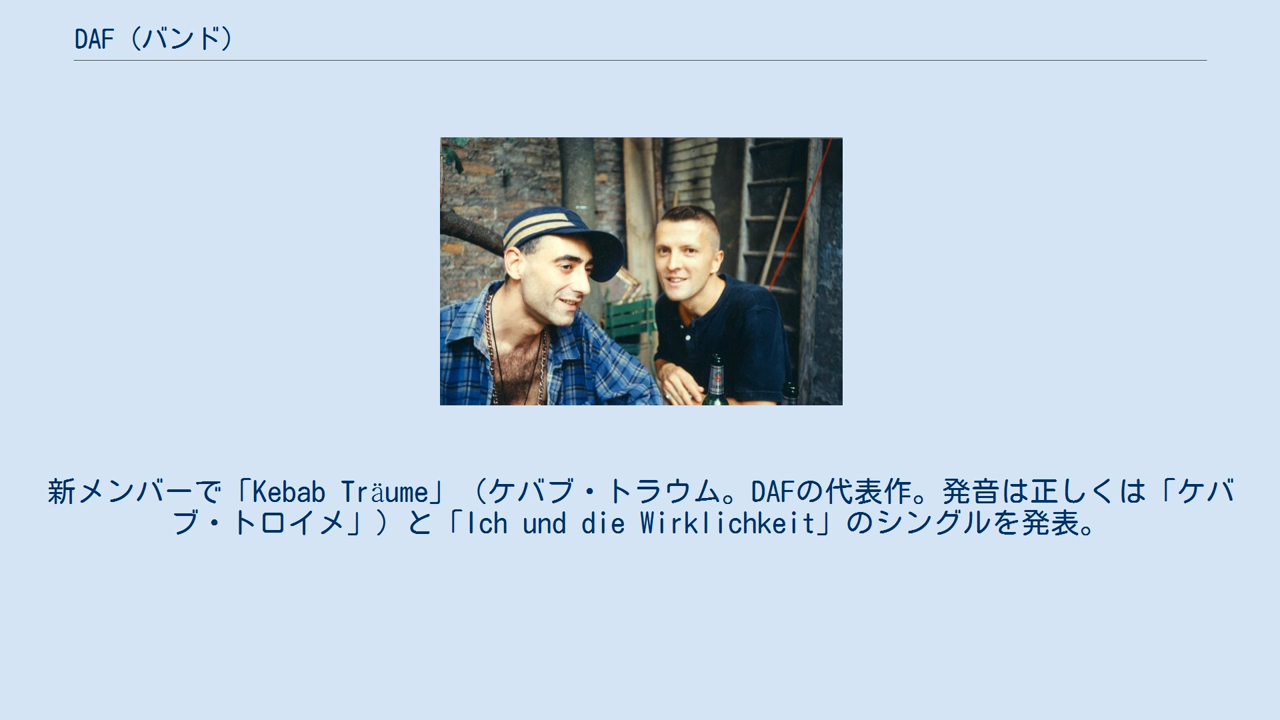 DAF（バンド）
新メンバーで「Kebab Träume」（ケバブ・トラウム。DAFの代表作。発音は正しくは「ケバ
ブ・トロイメ」）と「Ich und die Wirklichkeit」のシングルを発表。